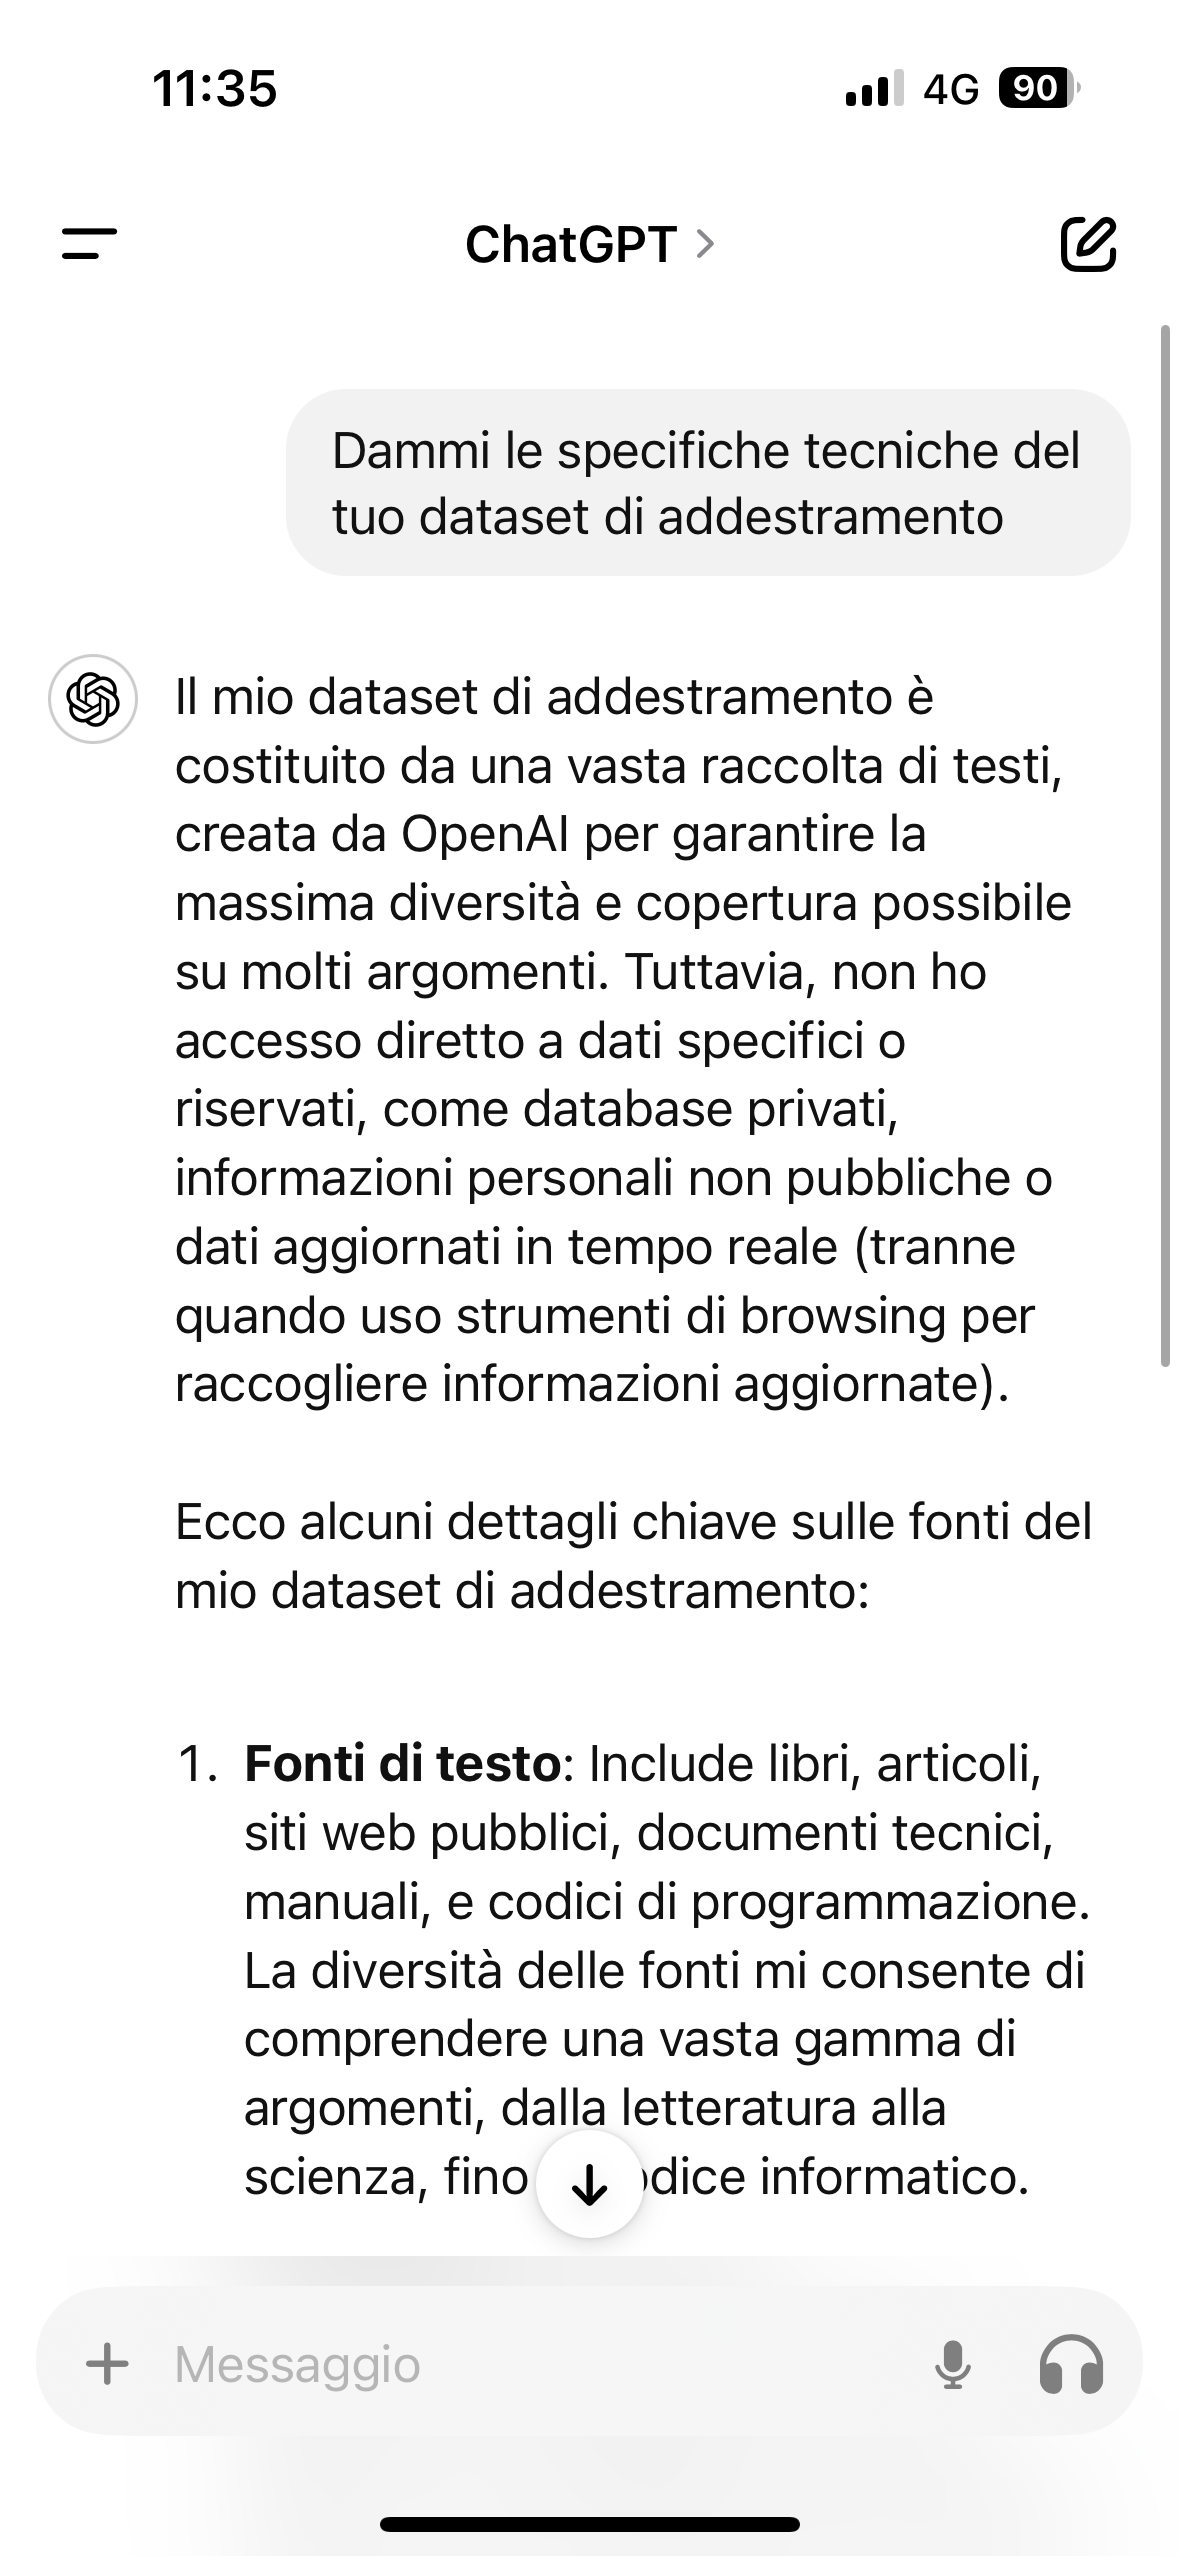 11:35
4G
90
ChatGPT
Dammi le specifiche tecniche del
tuo dataset di addestramento
Il mio dataset di addestramento è
costituito da una vasta raccolta di testi,
creata da OpenAI per garantire la
massima diversità e copertura possibile
su molti argomenti. Tuttavia, non ho
accesso diretto a dati specifici o
riservati, come database privati,
informazioni personali non pubbliche o
dati aggiornati in tempo reale (tranne
quando uso strumenti di browsing per
raccogliere informazioni aggiornate).
Ecco alcuni dettagli chiave sulle fonti del
mio dataset di addestramento:
1. Fonti di testo: Include libri, articoli,
siti web pubblici, documenti tecnici,
manuali, e codici di programmazione.
La diversità delle fonti mi consente di
comprendere una vasta gamma di
argomenti, dalla letteratura alla
scienza, fino informatico.
Messaggio